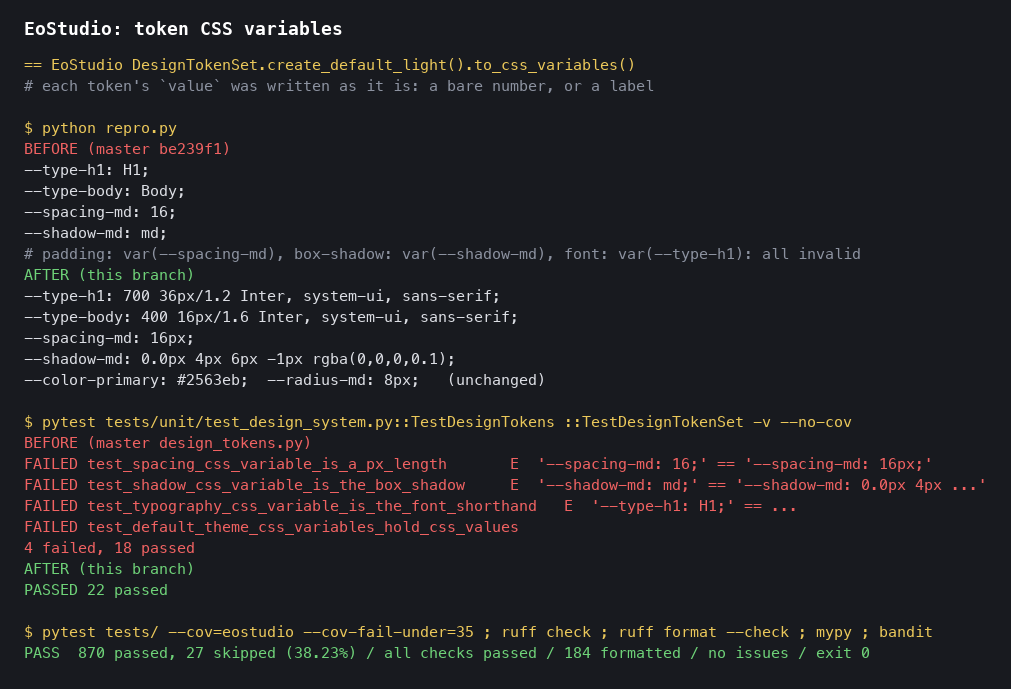 EoStudio: token CSS variables
== EoStudio DesignTokenSet.create_default_light().to_css_variables()
# each token's `value` was written as it is: a bare number, or a label
$ python repro.py
BEFORE (master be239f1)
--type-h1: H1;
--type-body: Body;
--spacing-md: 16;
--shadow-md: md;
# padding: var(--spacing-md), box-shadow: var(--shadow-md), font: var(--type-h1): all invalid
AFTER (this branch)
--type-h1: 700 36px/1.2 Inter, system-ui, sans-serif;
--type-body: 400 16px/1.6 Inter, system-ui, sans-serif;
--spacing-md: 16px;
--shadow-md: 0.0px 4px 6px -1px rgba(0,0,0,0.1);
--color-primary: #2563eb;  --radius-md: 8px;   (unchanged)
$ pytest tests/unit/test_design_system.py::TestDesignTokens ::TestDesignTokenSet -v --no-cov
BEFORE (master design_tokens.py)
FAILED test_spacing_css_variable_is_a_px_length       E  '--spacing-md: 16;' == '--spacing-md: 16px;'
FAILED test_shadow_css_variable_is_the_box_shadow     E  '--shadow-md: md;' == '--shadow-md: 0.0px 4px ...'
FAILED test_typography_css_variable_is_the_font_shorthand   E  '--type-h1: H1;' == ...
FAILED test_default_theme_css_variables_hold_css_values
4 failed, 18 passed
AFTER (this branch)
PASSED 22 passed
$ pytest tests/ --cov=eostudio --cov-fail-under=35 ; ruff check ; ruff format --check ; mypy ; bandit
PASS  870 passed, 27 skipped (38.23%) / all checks passed / 184 formatted / no issues / exit 0